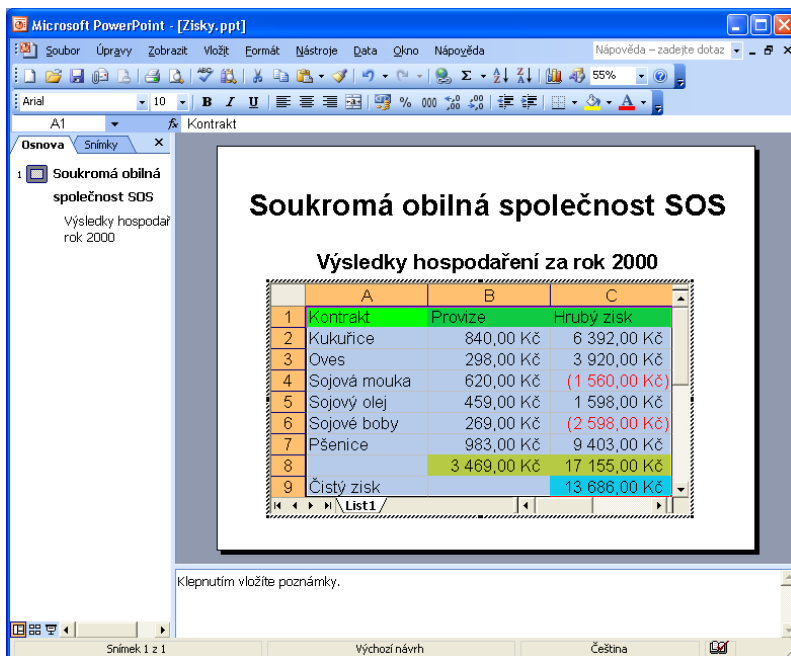 Microsoft PowerPoint - [Zisky.ppt]
Soubor Úpravy Zobrazit Vložit Formát Nástroje Data Okno Nápověda Nápověda – zadejte dotaz
55%
Arial 10 B I U % 000
A1 fx Kontrakt
Osnova Snímky
1 Soukromá obilná
společnost SOS
Výsledky hospodař
rok 2000
Soukromá obilná společnost SOS
Výsledky hospodaření za rok 2000
A B C
1 Kontrakt Provize Hrubý zisk
2 Kukuřice 840,00 Kč 6 392,00 Kč
3 Oves 298,00 Kč 3 920,00 Kč
4 Sojová mouka 620,00 Kč (1 560,00 Kč)
5 Sojový olej 459,00 Kč 1 598,00 Kč
6 Sojové boby 269,00 Kč (2 598,00 Kč)
7 Pšenice 983,00 Kč 9 403,00 Kč
8 3 469,00 Kč 17 155,00 Kč
9 Čistý zisk 13 686,00 Kč
List1
Klepnutím vložíte poznámky.
Snímek 1 z 1 Výchozí návrh Čeština